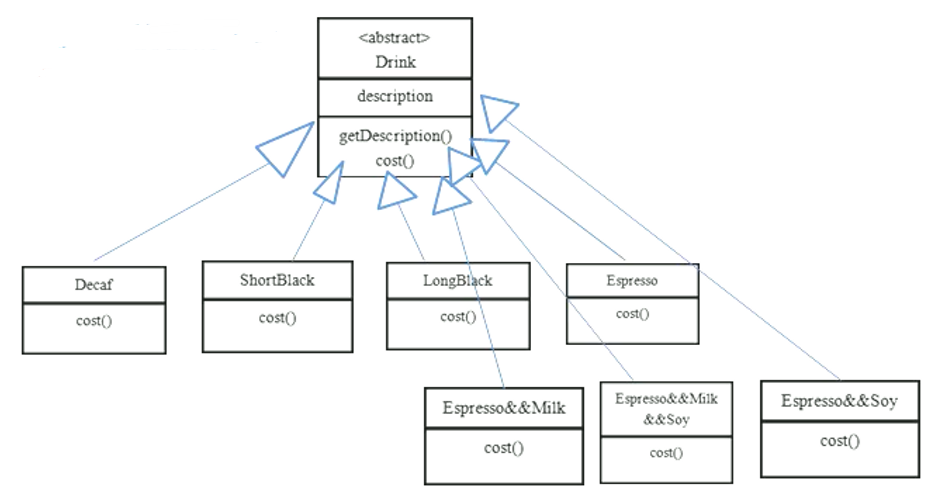 <abstract>
Drink
description
getDescription()
cost()
Decaf
cost()
ShortBlack
cost()
LongBlack
cost()
Espresso
cost()
Espresso&&Milk
cost()
Espresso&&Milk
&&Soy
cost()
Espresso&&Soy
cost()